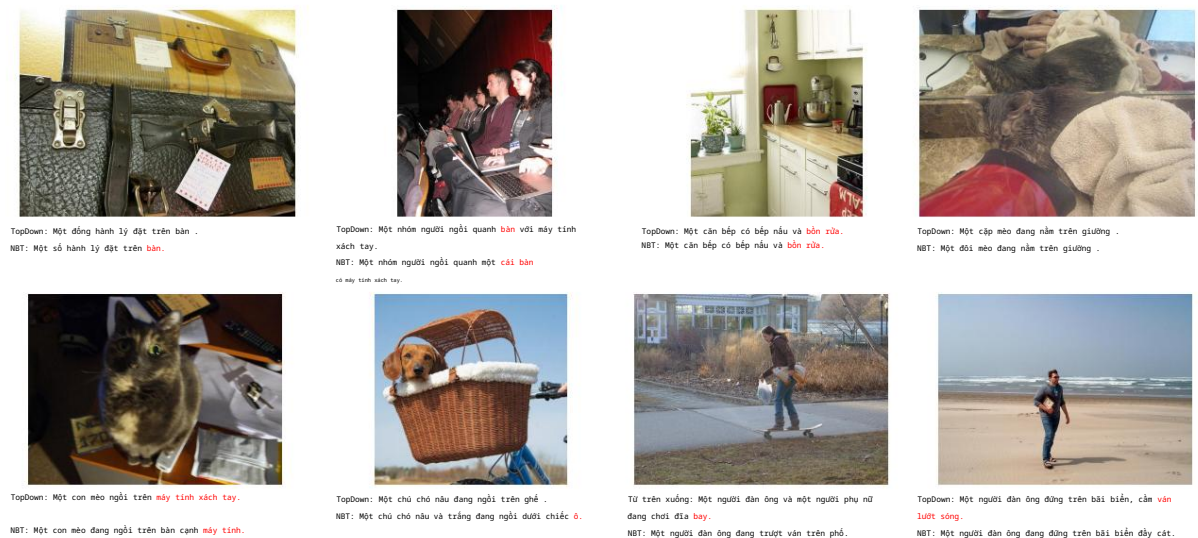 TopDown: Một đống hành lý đặt trên bàn .
NBT: Một số hành lý đặt trên bàn.
TopDown: Một nhóm người ngồi quanh bàn với máy tính
xách tay.
NBT: Một nhóm người ngồi quanh một cái bàn
có máy tính xách tay.
TopDown: Một căn bếp có bếp nấu và bồn rửa.
NBT: Một căn bếp có bếp nấu và bồn rửa.
TopDown: Một cặp mèo đang nằm trên giường .
NBT: Một đôi mèo đang nằm trên giường .
TopDown: Một con mèo ngồi trên máy tính xách tay.
NBT: Một con mèo đang ngồi trên bàn cạnh máy tính.
TopDown: Một chú chó nâu đang ngồi trên ghế .
NBT: Một chú chó nâu và trắng đang ngồi dưới chiếc ô.
Từ trên xuống: Một người đàn ông và một người phụ nữ
đang chơi đĩa bay.
NBT: Một người đàn ông đang trượt ván trên phố.
TopDown: Một người đàn ông đứng trên bãi biển, cầm ván
lướt sóng.
NBT: Một người đàn ông đang đứng trên bãi biển đầy cát.